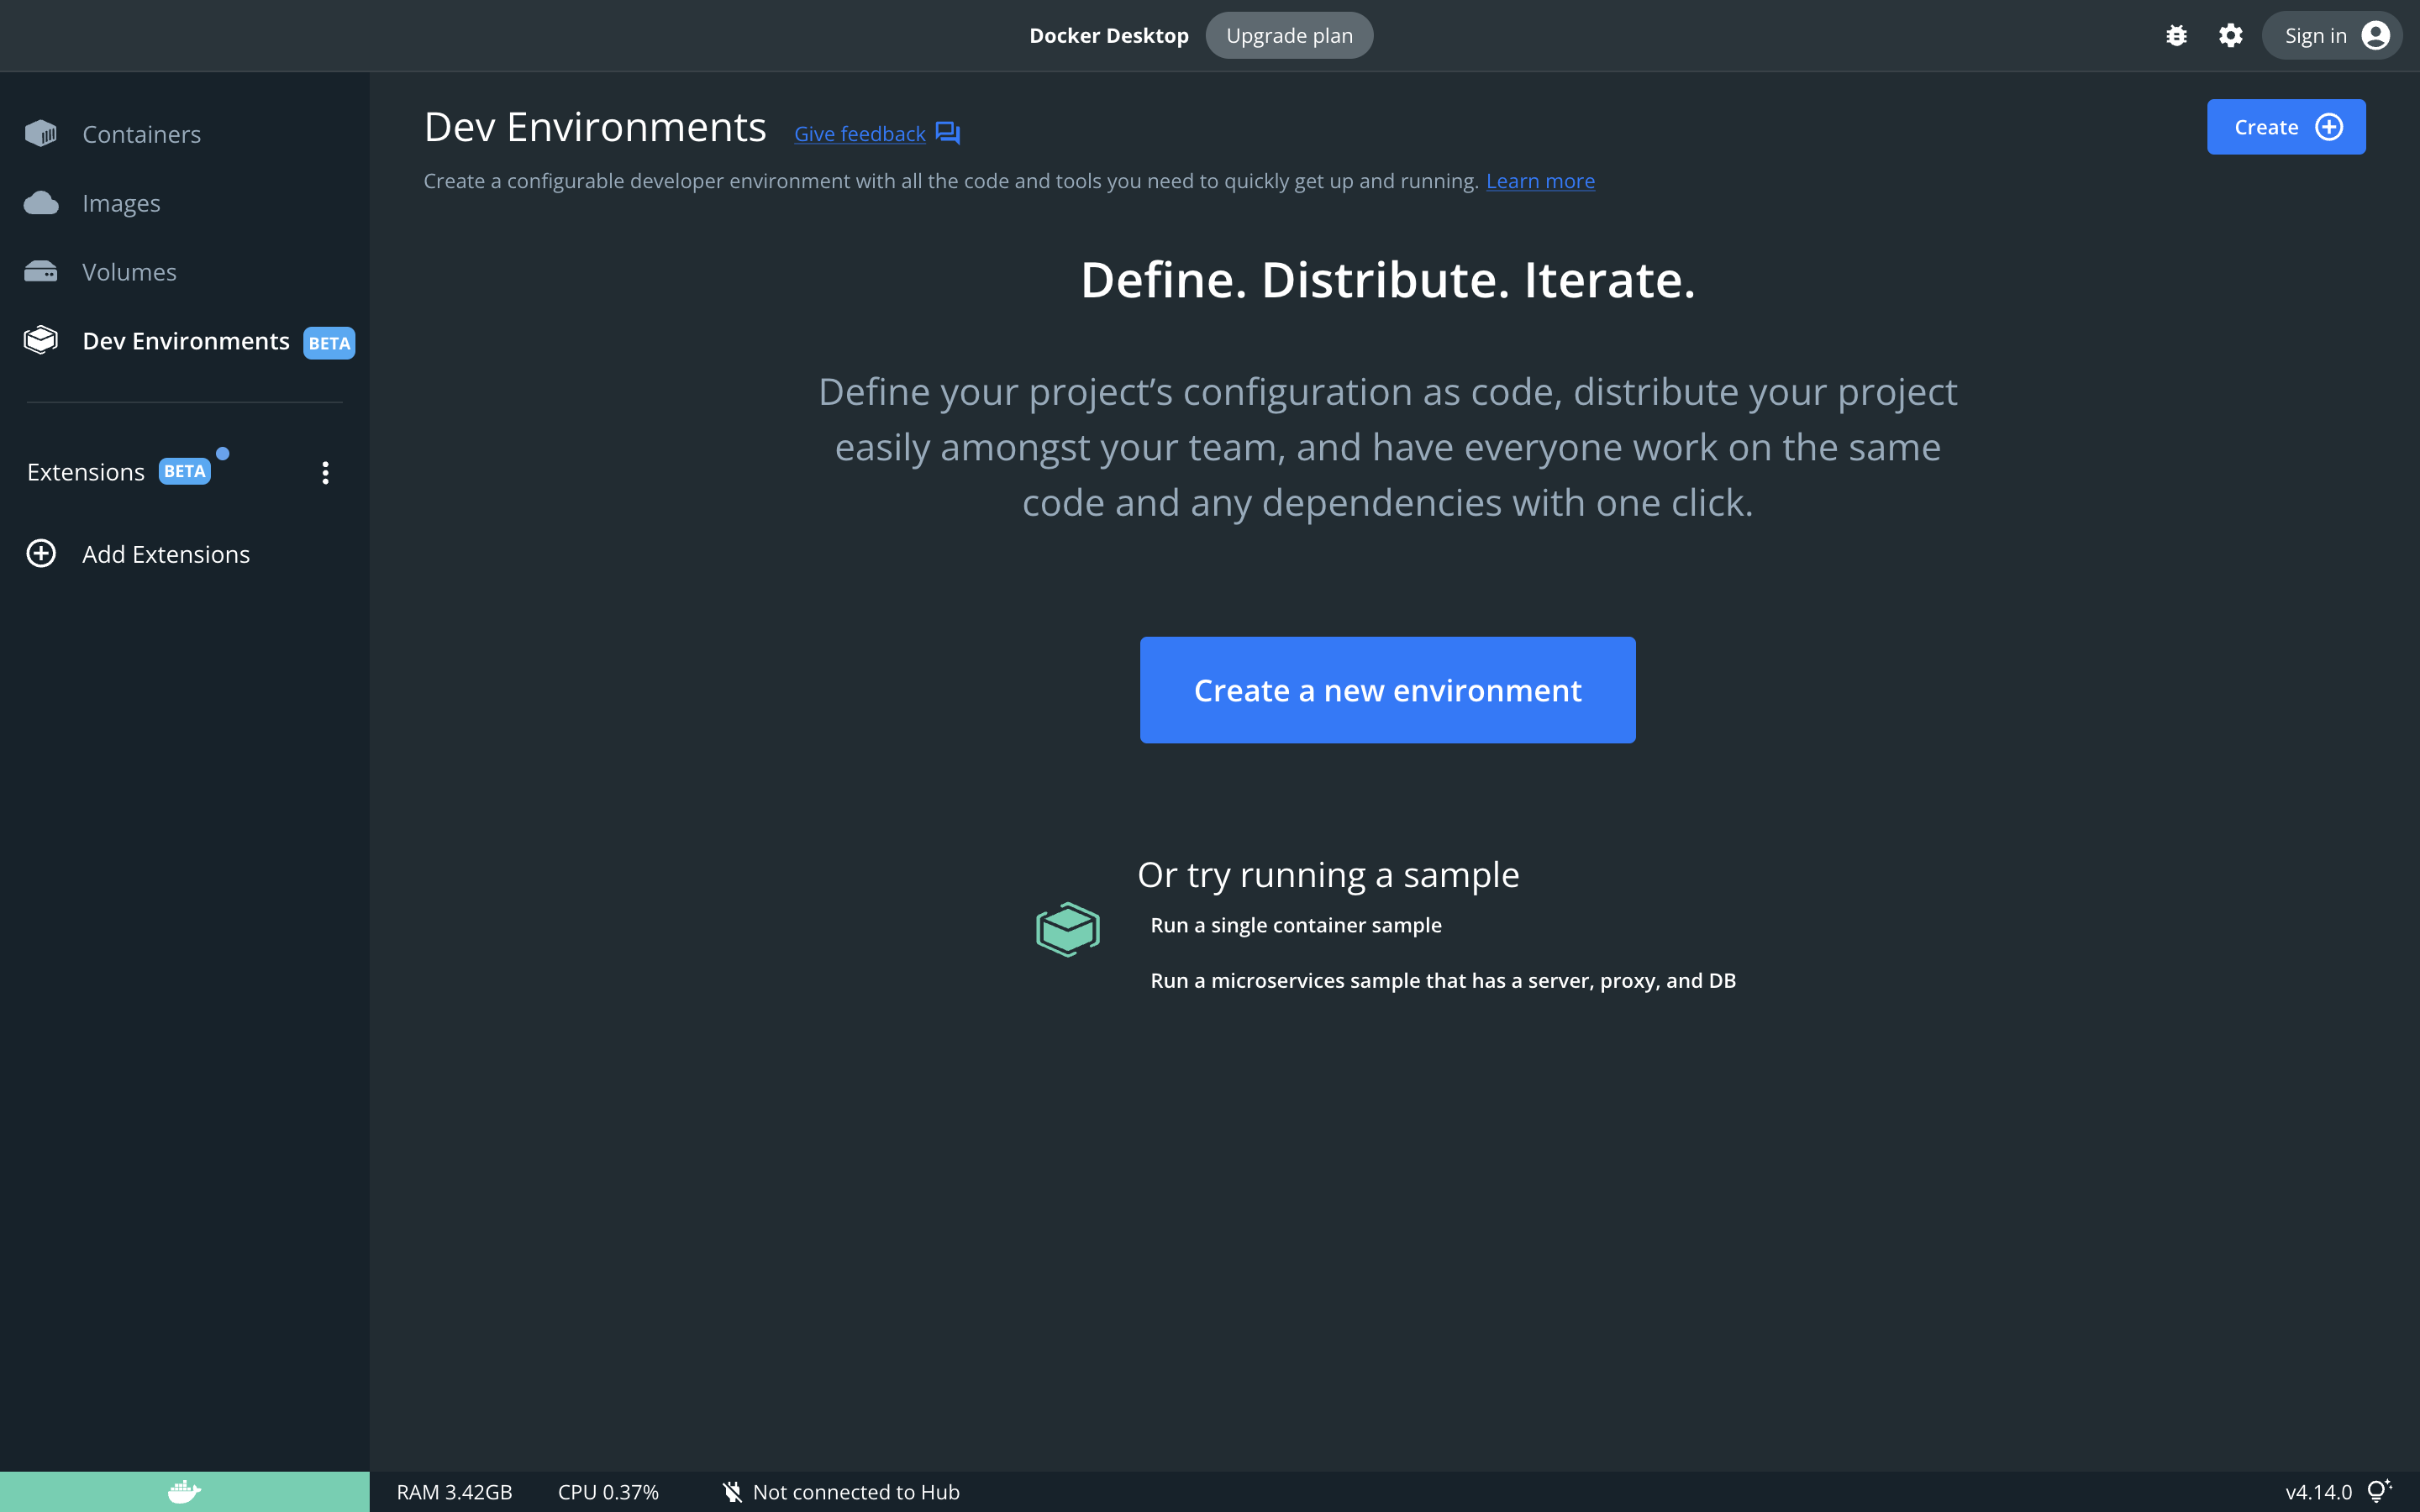 Docker Desktop
Upgrade plan
Sign in
Containers
Images
Volumes
Dev Environments BETA
Extensions BETA
Add Extensions
Dev Environments
Give feedback
Create
Create a configurable developer environment with all the code and tools you need to quickly get up and running. Learn more
Define. Distribute. Iterate.
Define your project’s configuration as code, distribute your project
easily amongst your team, and have everyone work on the same
code and any dependencies with one click.
Create a new environment
Or try running a sample
Run a single container sample
Run a microservices sample that has a server, proxy, and DB
RAM 3.42GB
CPU 0.37%
Not connected to Hub
v4.14.0